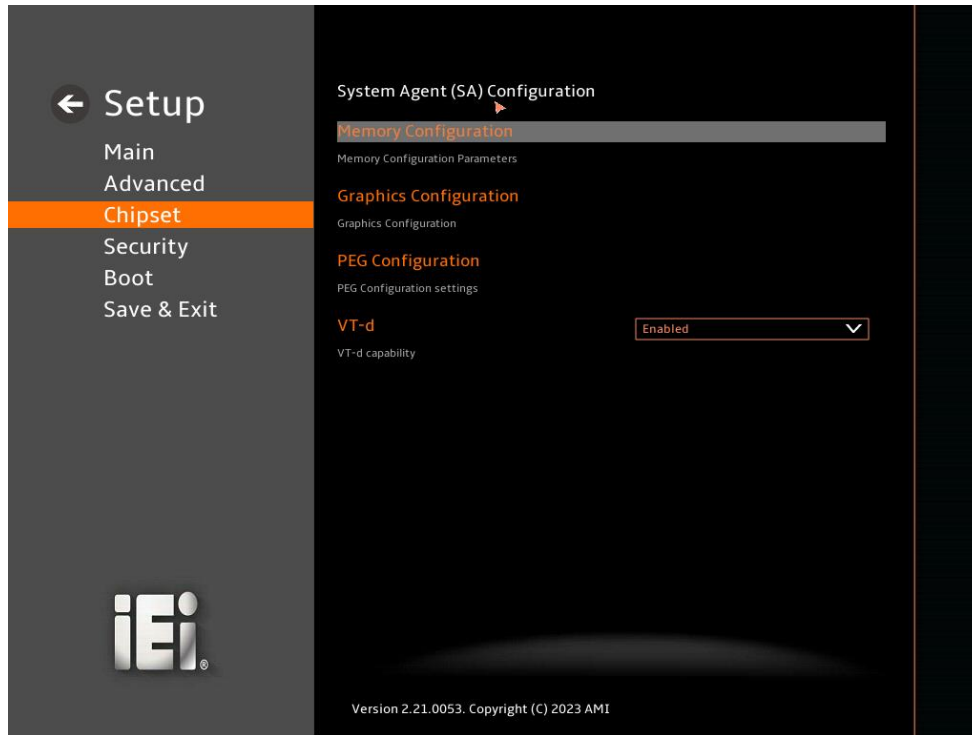 Setup
Main
Advanced
Chipset
Security
Boot
Save & Exit
iEi®
System Agent (SA) Configuration
Memory Configuration
Memory Configuration Parameters
Graphics Configuration
Graphics Configuration
PEG Configuration
PEG Configuration settings
VT-d
Enabled
VT-d capability
Version 2.21.0053. Copyright (C) 2023 AMI